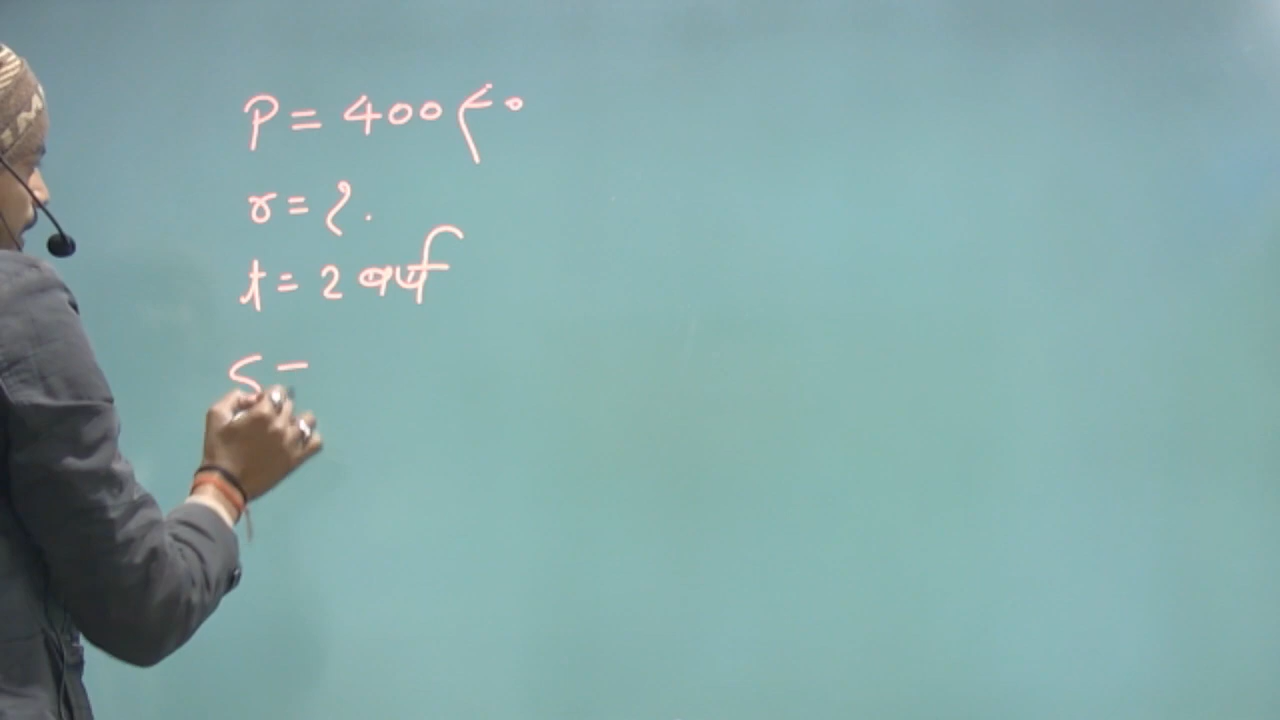 P = 400 ₹०
r = ?.
t = 2 वर्ष
S =